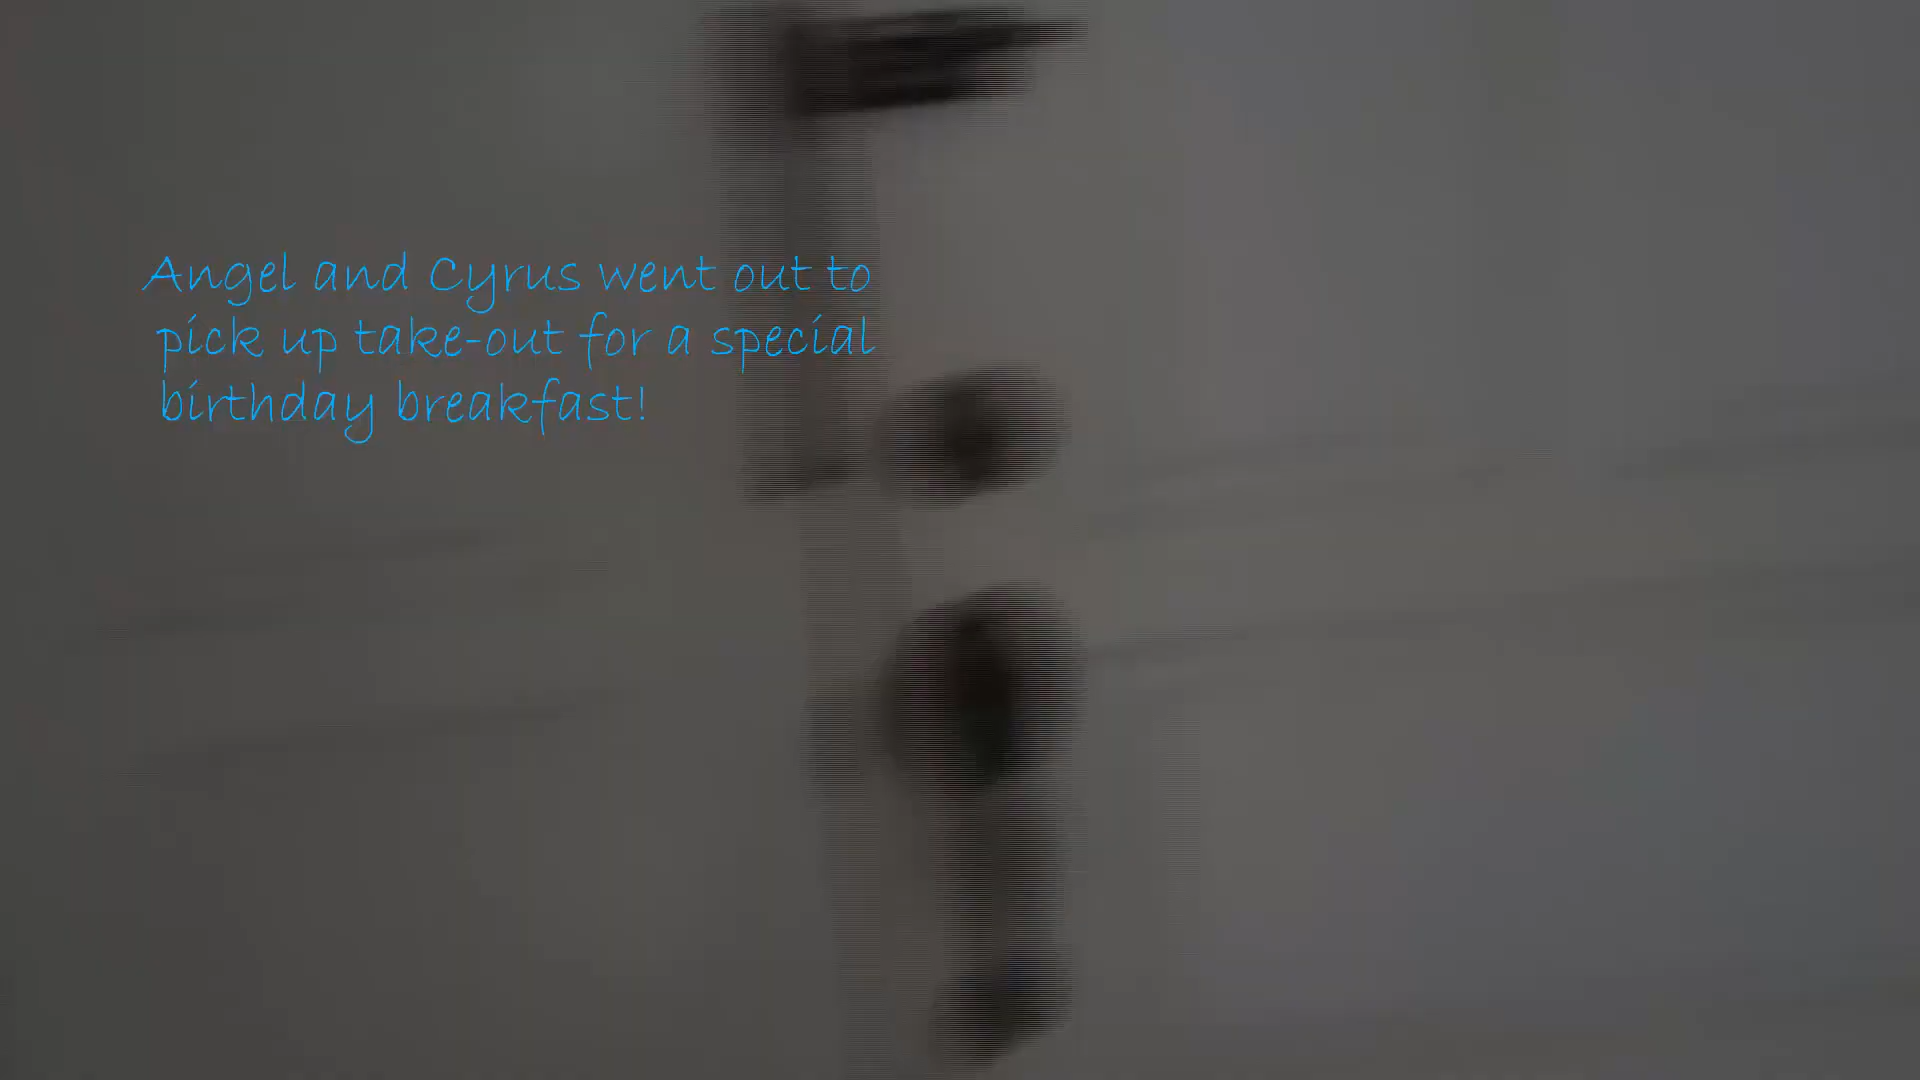 Angel and Cyrus went out to
pick up take-out for a special
birthday breakfast!